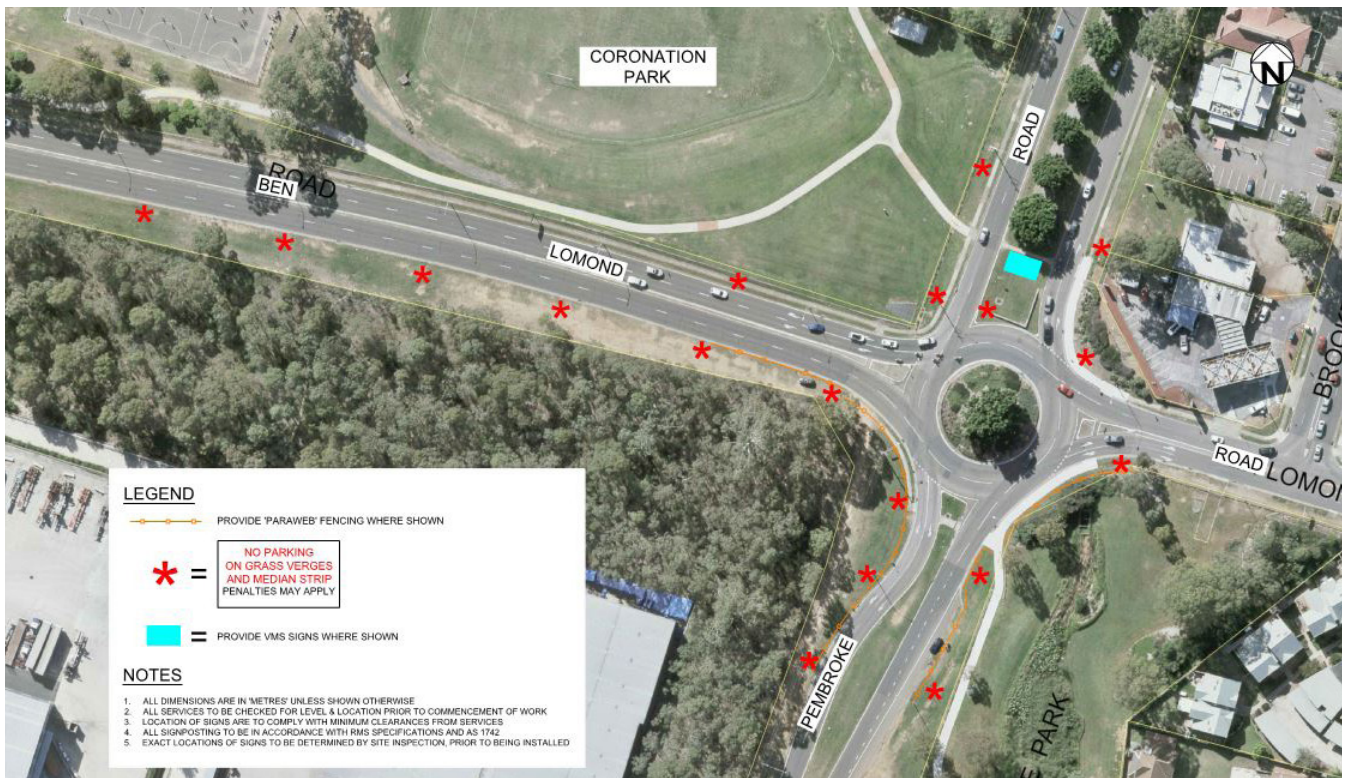 CORONATION
PARK
N
ROAD
ROAD
BEN
LOMOND
ROAD
LOMON
BROOK
PEMBROKE
E PARK
LEGEND
PROVIDE 'PARAWEB' FENCING WHERE SHOWN
* =
NO PARKING
ON GRASS VERGES
AND MEDIAN STRIP
PENALTIES MAY APPLY
= PROVIDE VMS SIGNS WHERE SHOWN
NOTES
1. ALL DIMENSIONS ARE IN 'METRES' UNLESS SHOWN OTHERWISE
2. ALL SERVICES TO BE CHECKED FOR LEVEL & LOCATION PRIOR TO COMMENCEMENT OF WORK
3. LOCATION OF SIGNS ARE TO COMPLY WITH MINIMUM CLEARANCES FROM SERVICES
4. ALL SIGNPOSTING TO BE IN ACCORDANCE WITH RMS SPECIFICATIONS AND AS 1742
5. EXACT LOCATIONS OF SIGNS TO BE DETERMINED BY SITE INSPECTION, PRIOR TO BEING INSTALLED